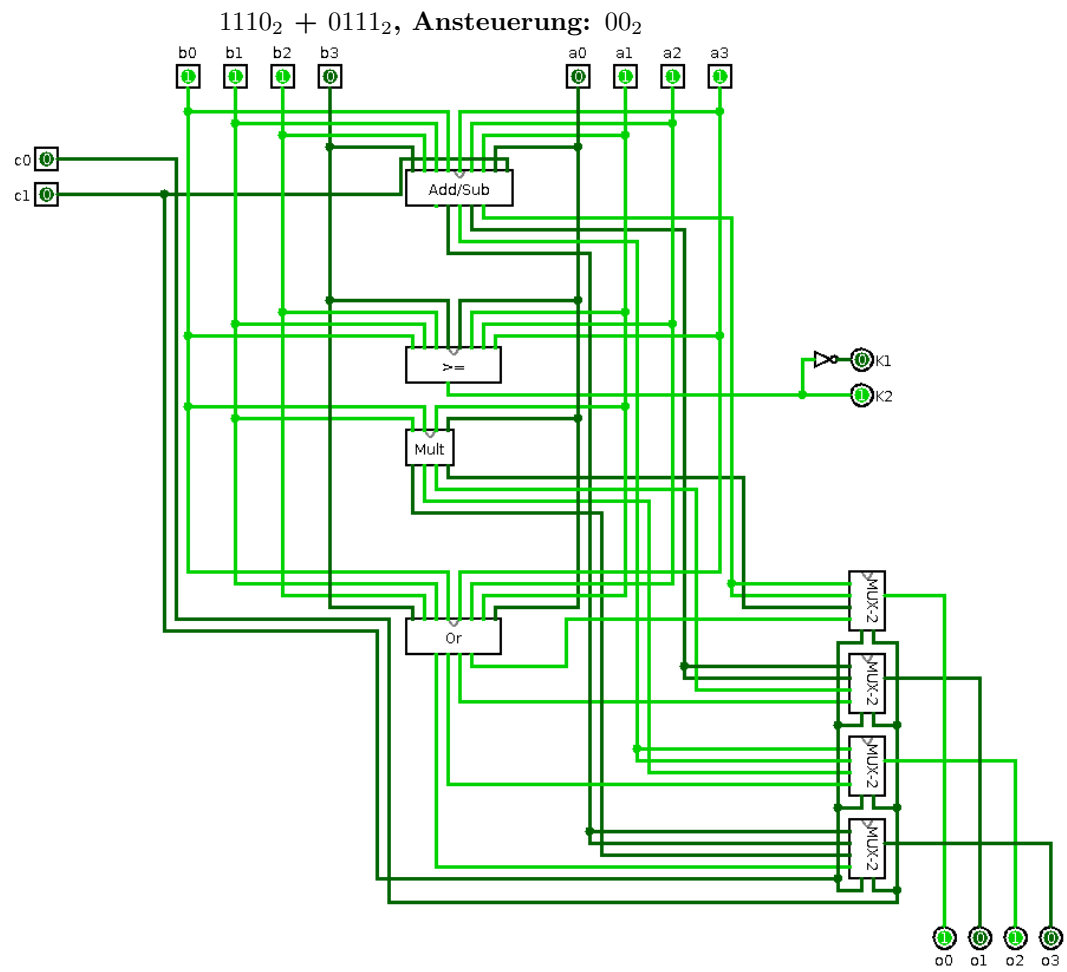 1110₂ + 0111₂, Ansteuerung: 00₂
b0 b1 b2 b3 a0 a1 a2 a3
1 1 1 0 0 1 1 1
c0 0
Add/Sub
c1 0
>=
0 K1
1 K2
Mult
MUX-2
Or
MUX-2
MUX-2
MUX-2
1 0 1 0
o0 o1 o2 o3